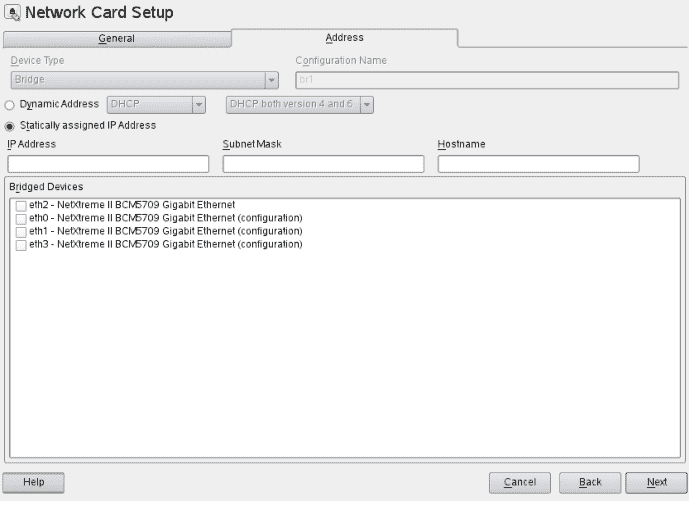 Network Card Setup
General
Address
Device Type
Configuration Name
Bridge
br1
Dynamic Address
DHCP
DHCP both version 4 and 6
Statically assigned IP Address
IP Address
Subnet Mask
Hostname
Bridged Devices
eth2 - NetXtreme II BCM5709 Gigabit Ethernet
eth0 - NetXtreme II BCM5709 Gigabit Ethernet (configuration)
eth1 - NetXtreme II BCM5709 Gigabit Ethernet (configuration)
eth3 - NetXtreme II BCM5709 Gigabit Ethernet (configuration)
Help
Cancel
Back
Next